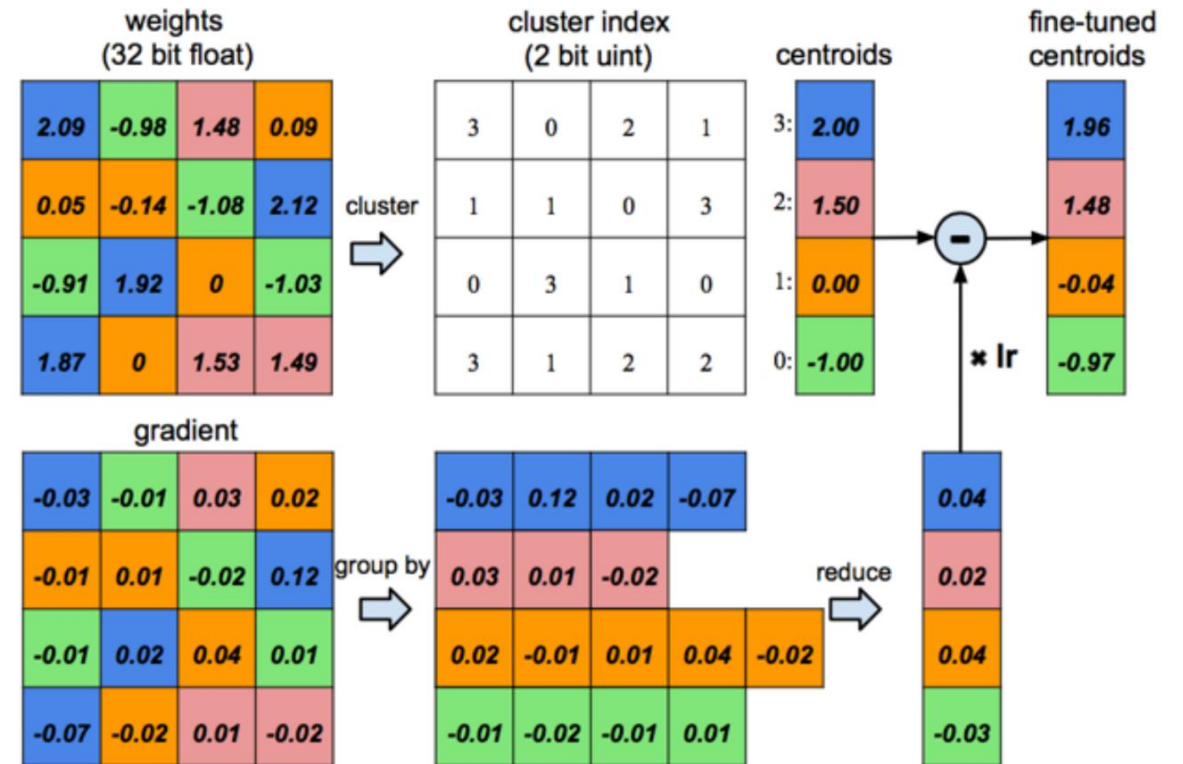 weights
(32 bit float)
cluster index
(2 bit uint)
centroids
fine-tuned
centroids
2.09 -0.98 1.48 0.09
3 0 2 1
3: 2.00
1.96
0.05 -0.14 -1.08 2.12
cluster
1 1 0 3
2: 1.50
1.48
-0.91 1.92 0 -1.03
0 3 1 0
1: 0.00
-
-0.04
1.87 0 1.53 1.49
3 1 2 2
0: -1.00
× lr
-0.97
gradient
-0.03 -0.01 0.03 0.02
-0.03 0.12 0.02 -0.07
0.04
-0.01 0.01 -0.02 0.12
group by
0.03 0.01 -0.02
reduce
0.02
-0.01 0.02 0.04 0.01
0.02 -0.01 0.01 0.04 -0.02
0.04
-0.07 -0.02 0.01 -0.02
-0.01 -0.02 -0.01 0.01
-0.03